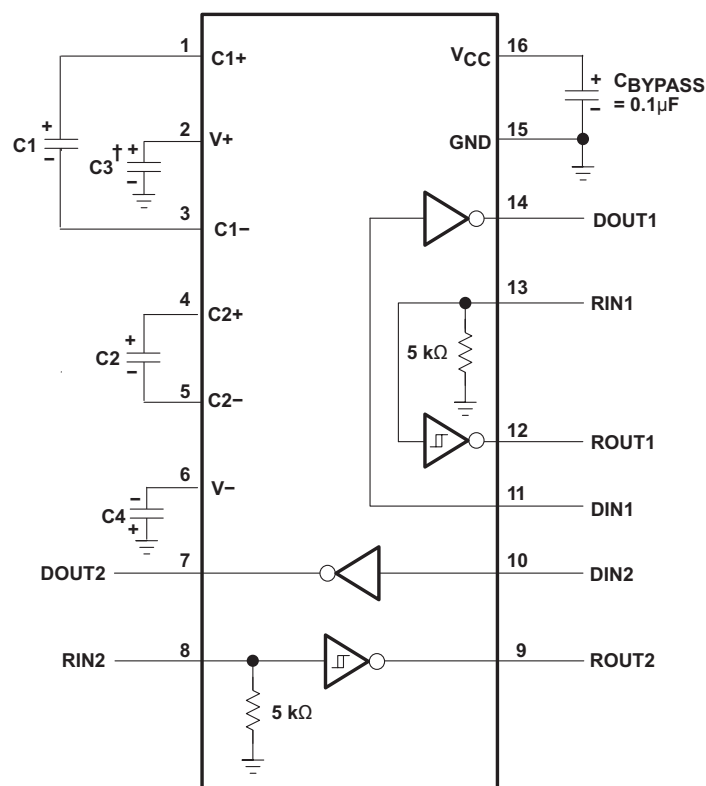 1
C1+
VCC
16
+
CBYPASS
−
= 0.1µF
+
C1
−
2
V+
GND
15
C3† +
−
3
C1−
14
DOUT1
4
C2+
13
RIN1
+
C2
−
5 kΩ
5
C2−
12
ROUT1
6
V−
11
DIN1
−
C4
+
DOUT2
7
10
DIN2
RIN2
8
9
ROUT2
5 kΩ